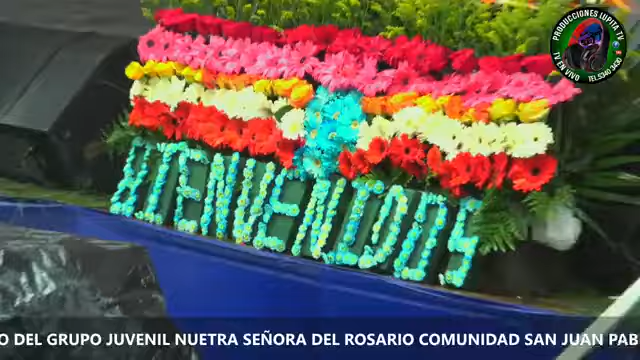 PRODUCCIONES LUPITA TV
TV EN VIVO
Bienvenidos
O DEL GRUPO JUVENIL NUETRA SEÑORA DEL ROSARIO COMUNIDAD SAN JUAN PAB